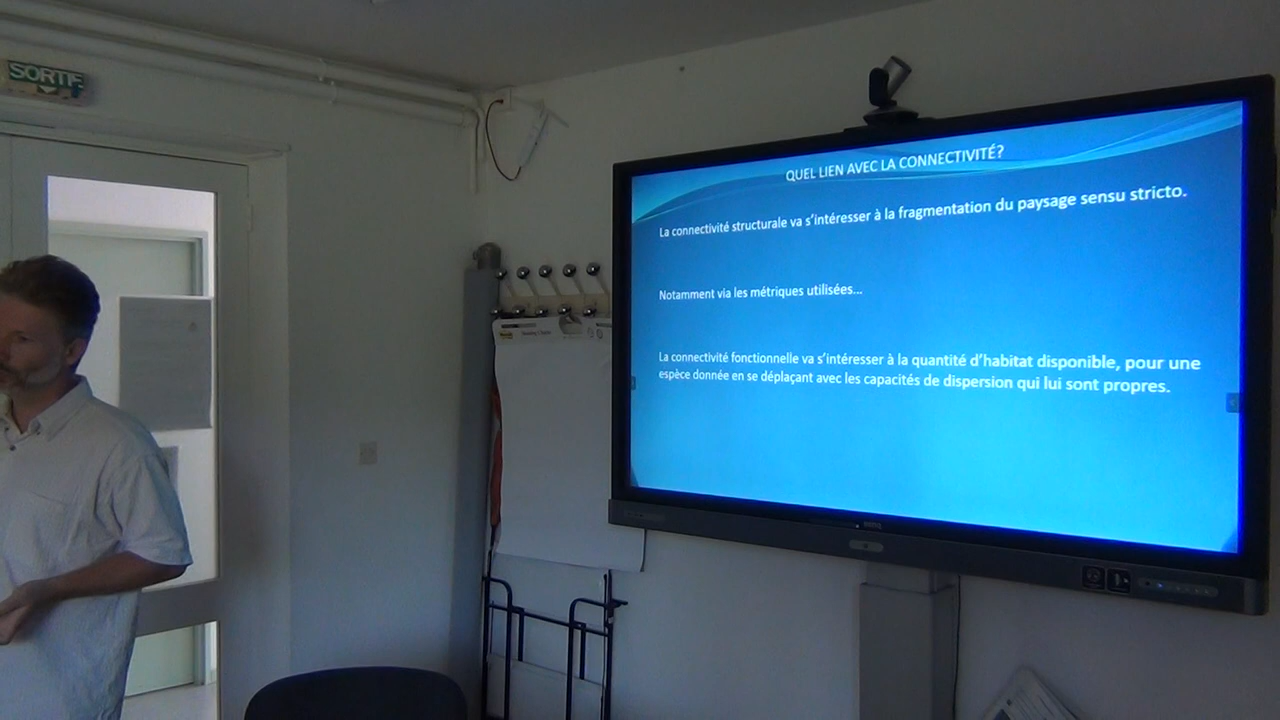 SORTIE
QUEL LIEN AVEC LA CONNECTIVITÉ?
La connectivité structurale va s'intéresser à la fragmentation du paysage sensu stricto.
Notamment via les métriques utilisées...
La connectivité fonctionnelle va s'intéresser à la quantité d'habitat disponible, pour une
espèce donnée en se déplaçant avec les capacités de dispersion qui lui sont propres.
BenQ